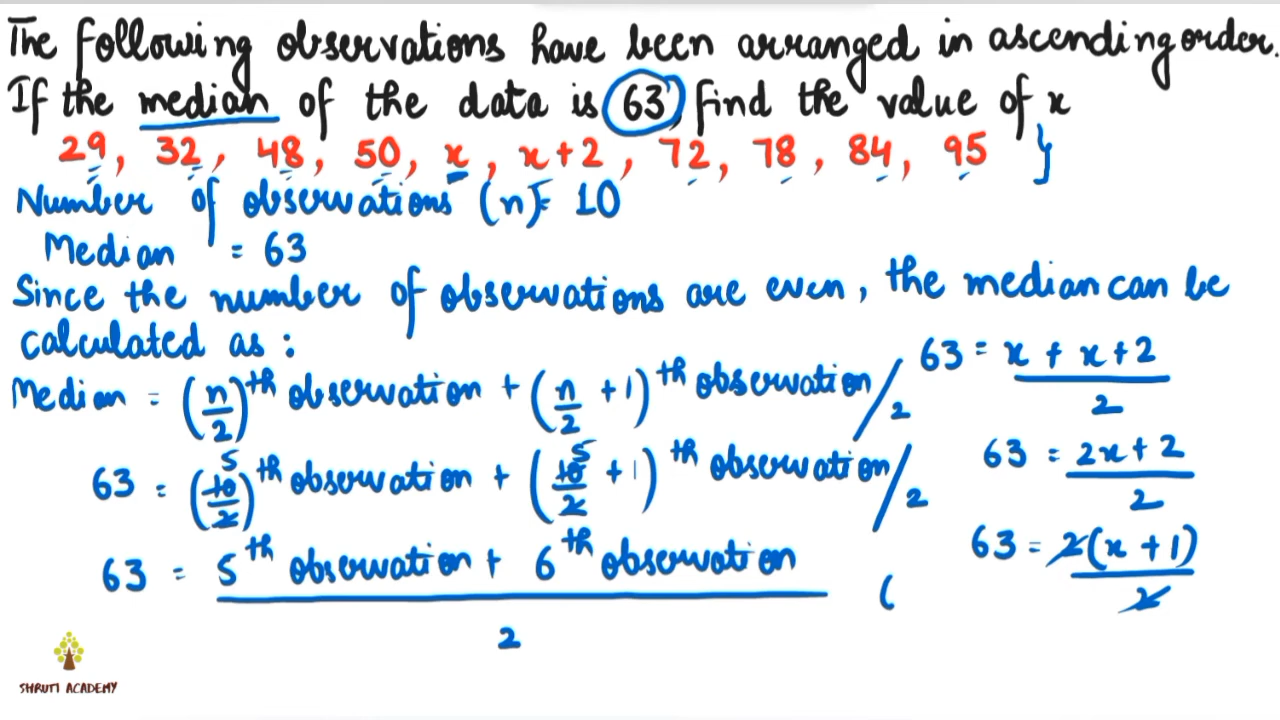 The following observations have been arranged in ascending order.
If the median of the data is 63, find the value of x
29, 32, 48, 50, x, x+2, 72, 78, 84, 95 }
Number of observations (n) = 10
Median = 63
Since the number of observations are even, the median can be
calculated as :
Median = (n/2)th observation + (n/2 + 1)th observation / 2
63 = (10/2)^5 th observation + (10/2^5 + 1)th observation / 2
63 = 5th observation + 6th observation / 2
(
63 = x + x+2 / 2
63 = 2x+2 / 2
63 = 2(x+1) / 2
SHRUTI ACADEMY